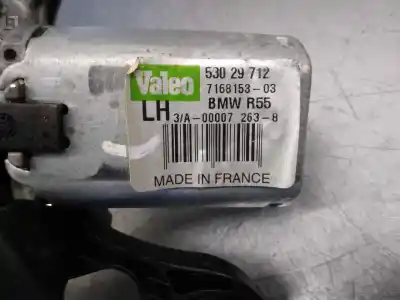 Valeo
530 29 712
7168153-03
LH BMW R55
3/A-00007 263-8
MADE IN FRANCE